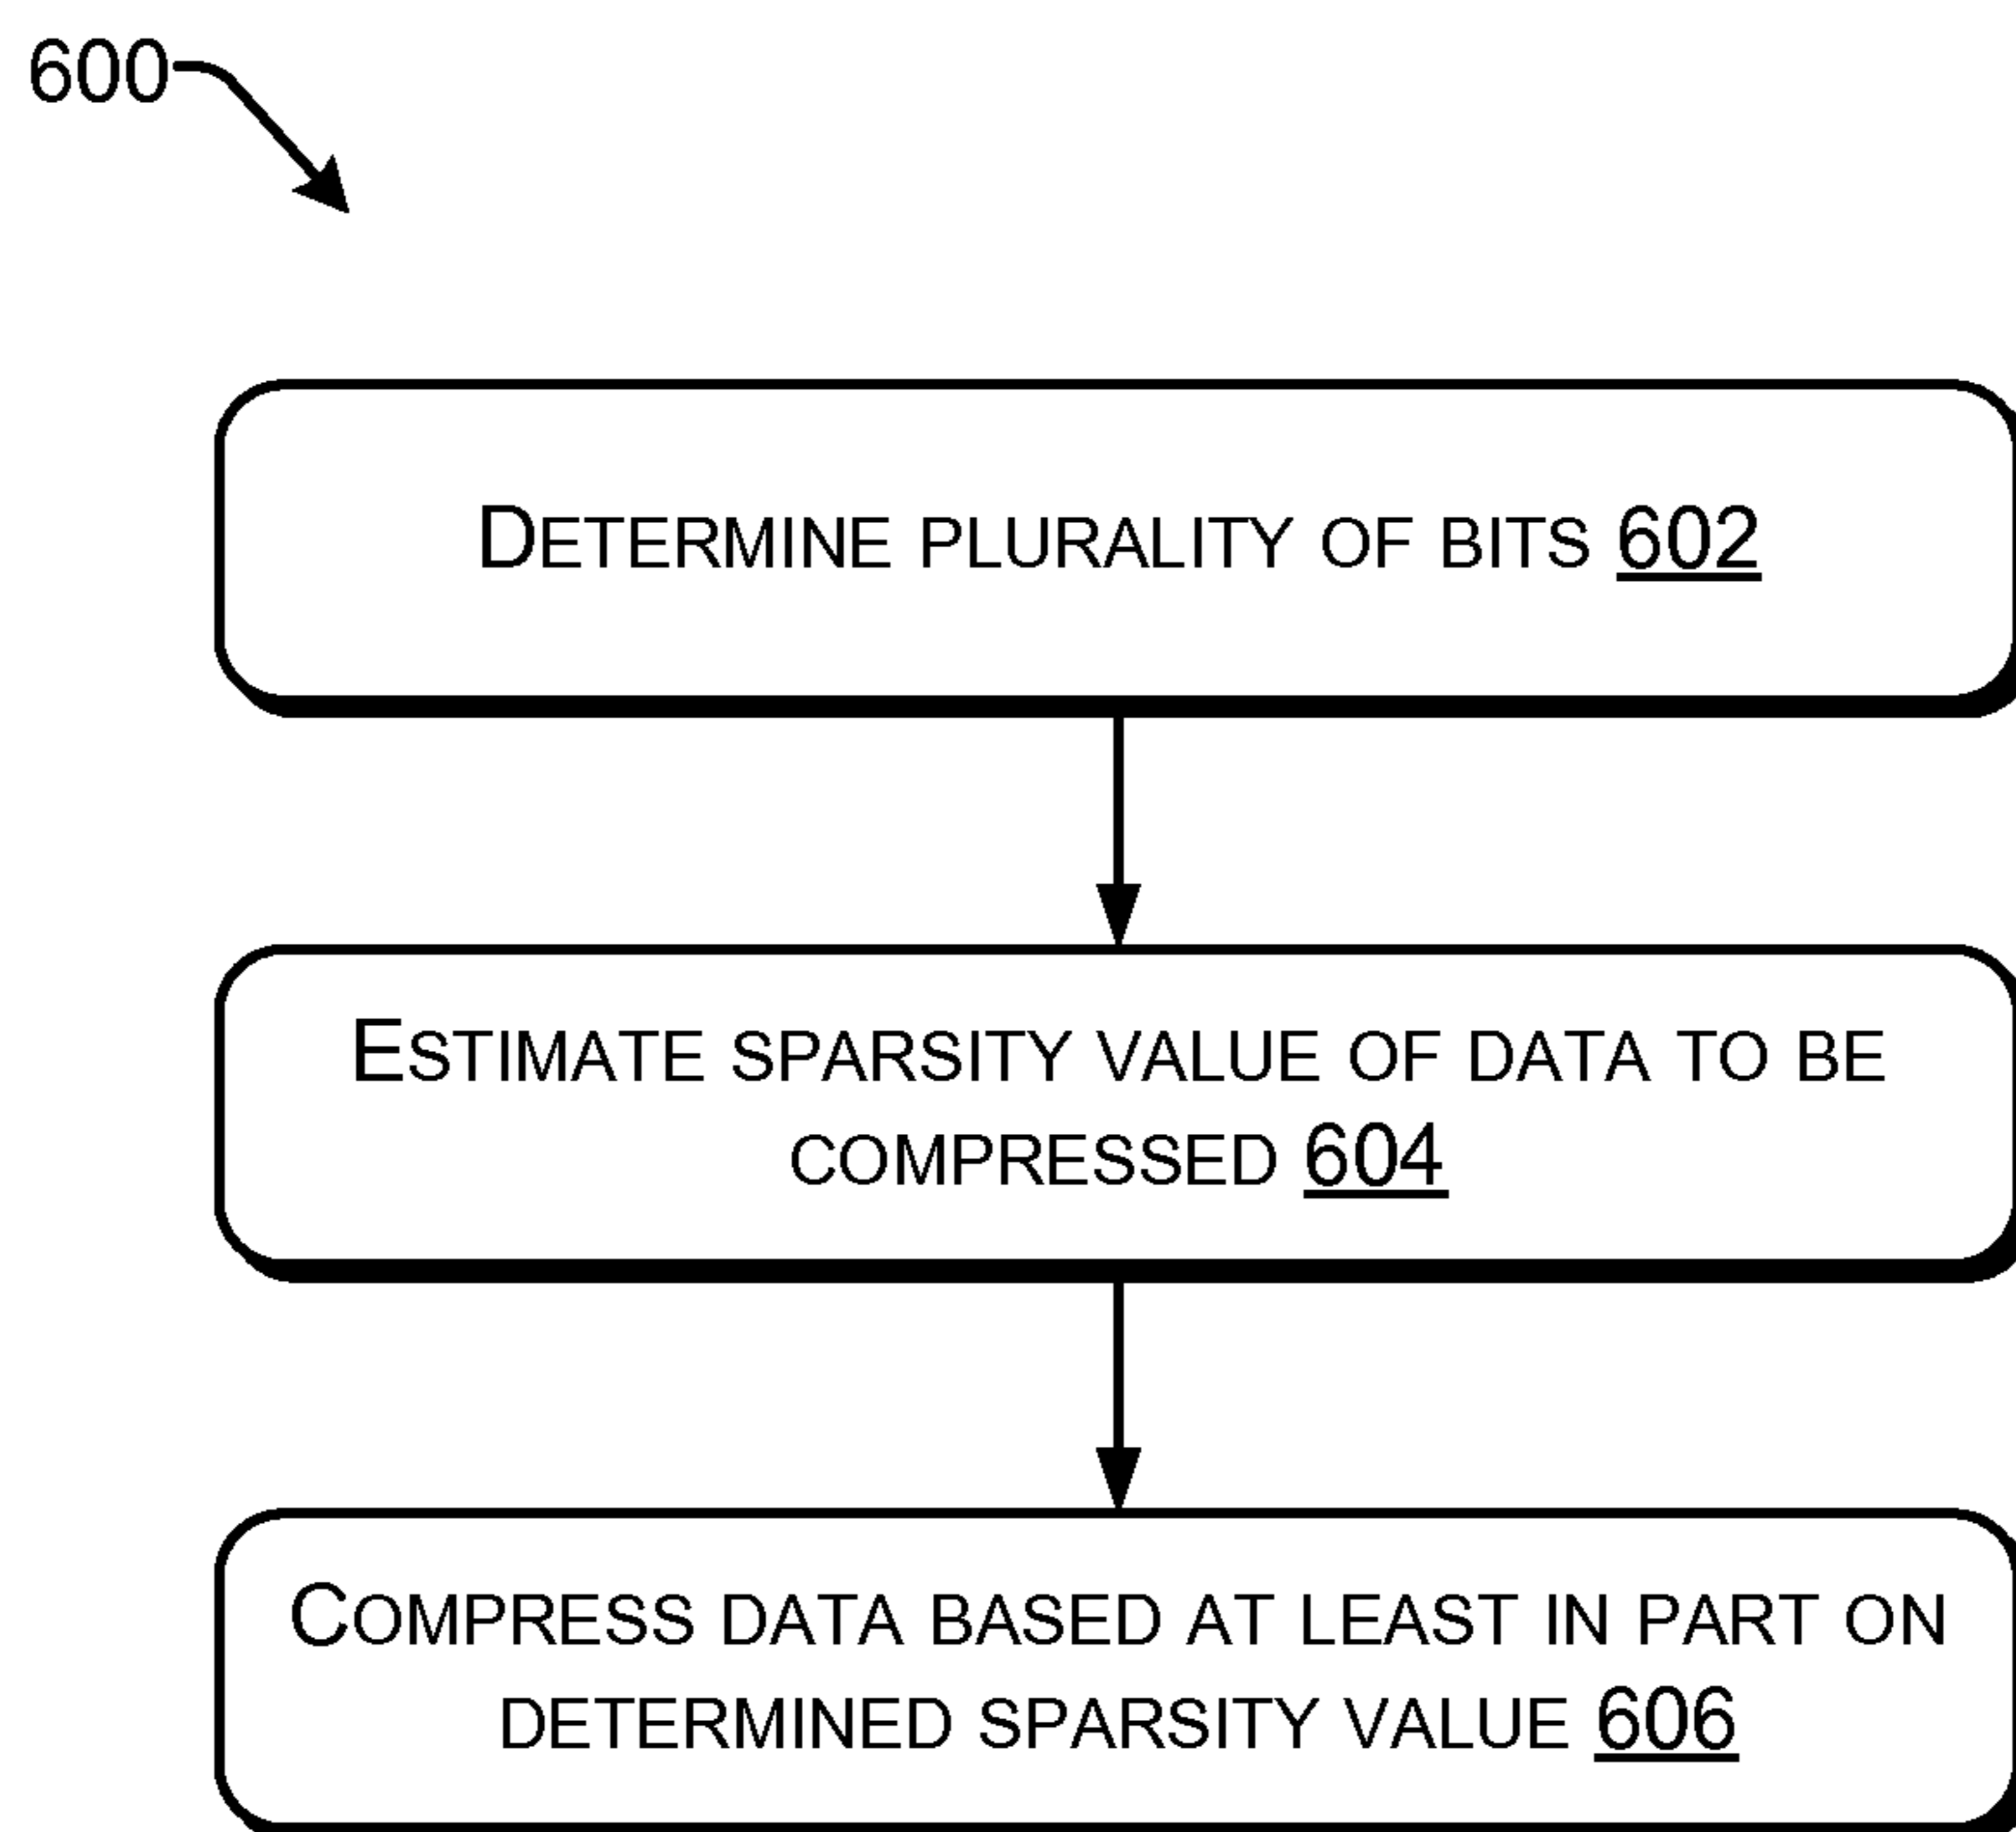 600
DETERMINE PLURALITY OF BITS 602
ESTIMATE SPARSITY VALUE OF DATA TO BE
COMPRESSED 604
COMPRESS DATA BASED AT LEAST IN PART ON
DETERMINED SPARSITY VALUE 606